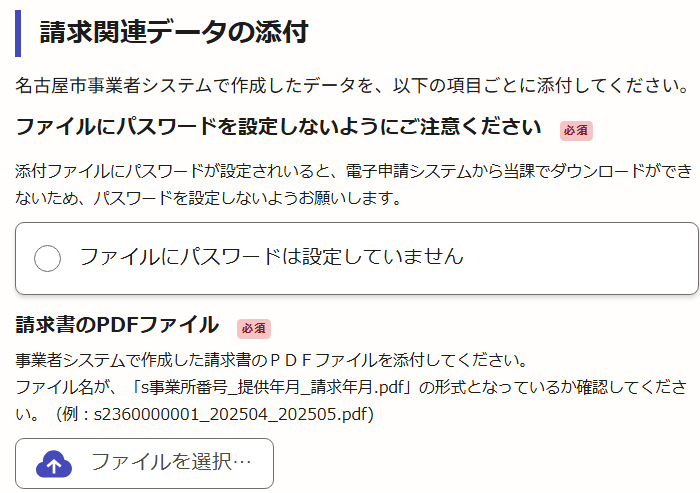 請求関連データの添付
名古屋市事業者システムで作成したデータを、以下の項目ごとに添付してください。
ファイルにパスワードを設定しないようにご注意ください 必須
添付ファイルにパスワードが設定されいると、電子申請システムから当課でダウンロードができ
ないため、パスワードを設定しないようお願いします。
ファイルにパスワードは設定していません
請求書のPDFファイル 必須
事業者システムで作成した請求書のＰＤＦファイルを添付してください。
ファイル名が、「s事業所番号_提供年月_請求年月.pdf」の形式となっているか確認してくださ
い。（例：s2360000001_202504_202505.pdf)
ファイルを選択…